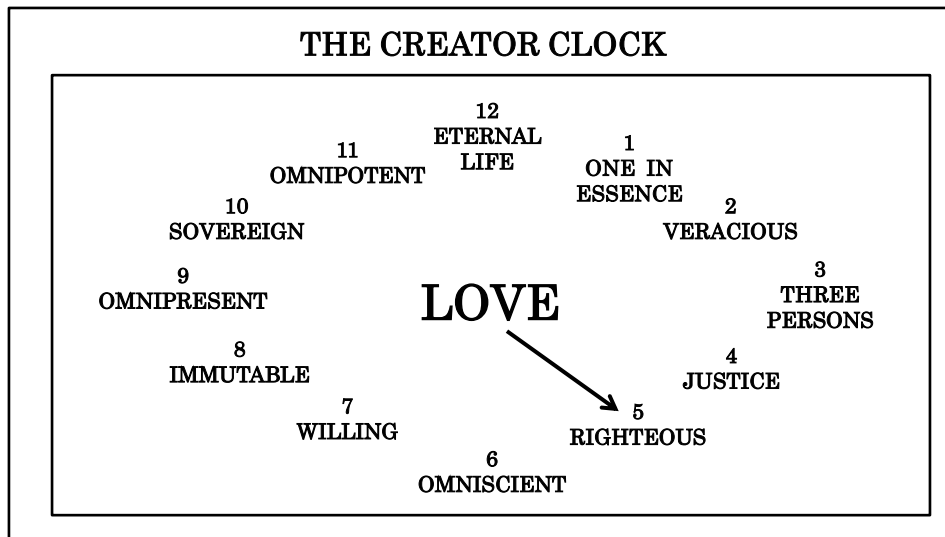 THE CREATOR CLOCK
12
ETERNAL
LIFE
1
ONE IN
ESSENCE
2
VERACIOUS
3
THREE
PERSONS
4
JUSTICE
5
RIGHTEOUS
6
OMNISCIENT
7
WILLING
8
IMMUTABLE
9
OMNIPRESENT
10
SOVEREIGN
11
OMNIPOTENT
LOVE